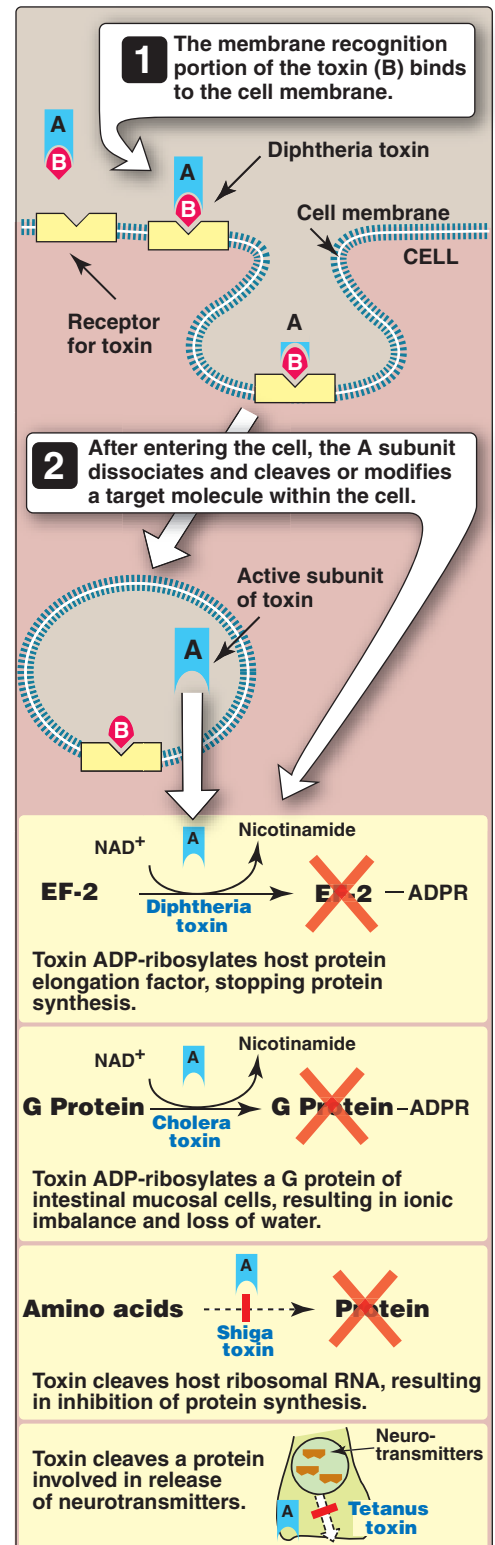 1
The membrane recognition
portion of the toxin (B) binds
to the cell membrane.
A
B
A
B
Diphtheria toxin
Cell membrane
CELL
Receptor
for toxin
A
B
2
After entering the cell, the A subunit
dissociates and cleaves or modifies
a target molecule within the cell.
Active subunit
of toxin
A
B
NAD+
A
Nicotinamide
EF-2
Diphtheria
toxin
EF-2
ADPR
Toxin ADP-ribosylates host protein
elongation factor, stopping protein
synthesis.
NAD+
A
Nicotinamide
G Protein
Cholera
toxin
G Protein –ADPR
Toxin ADP-ribosylates a G protein of
intestinal mucosal cells, resulting in ionic
imbalance and loss of water.
A
Amino acids
Shiga
toxin
Protein
Toxin cleaves host ribosomal RNA, resulting
in inhibition of protein synthesis.
Toxin cleaves a protein
involved in release
of neurotransmitters.
Neuro-
transmitters
A
Tetanus
toxin